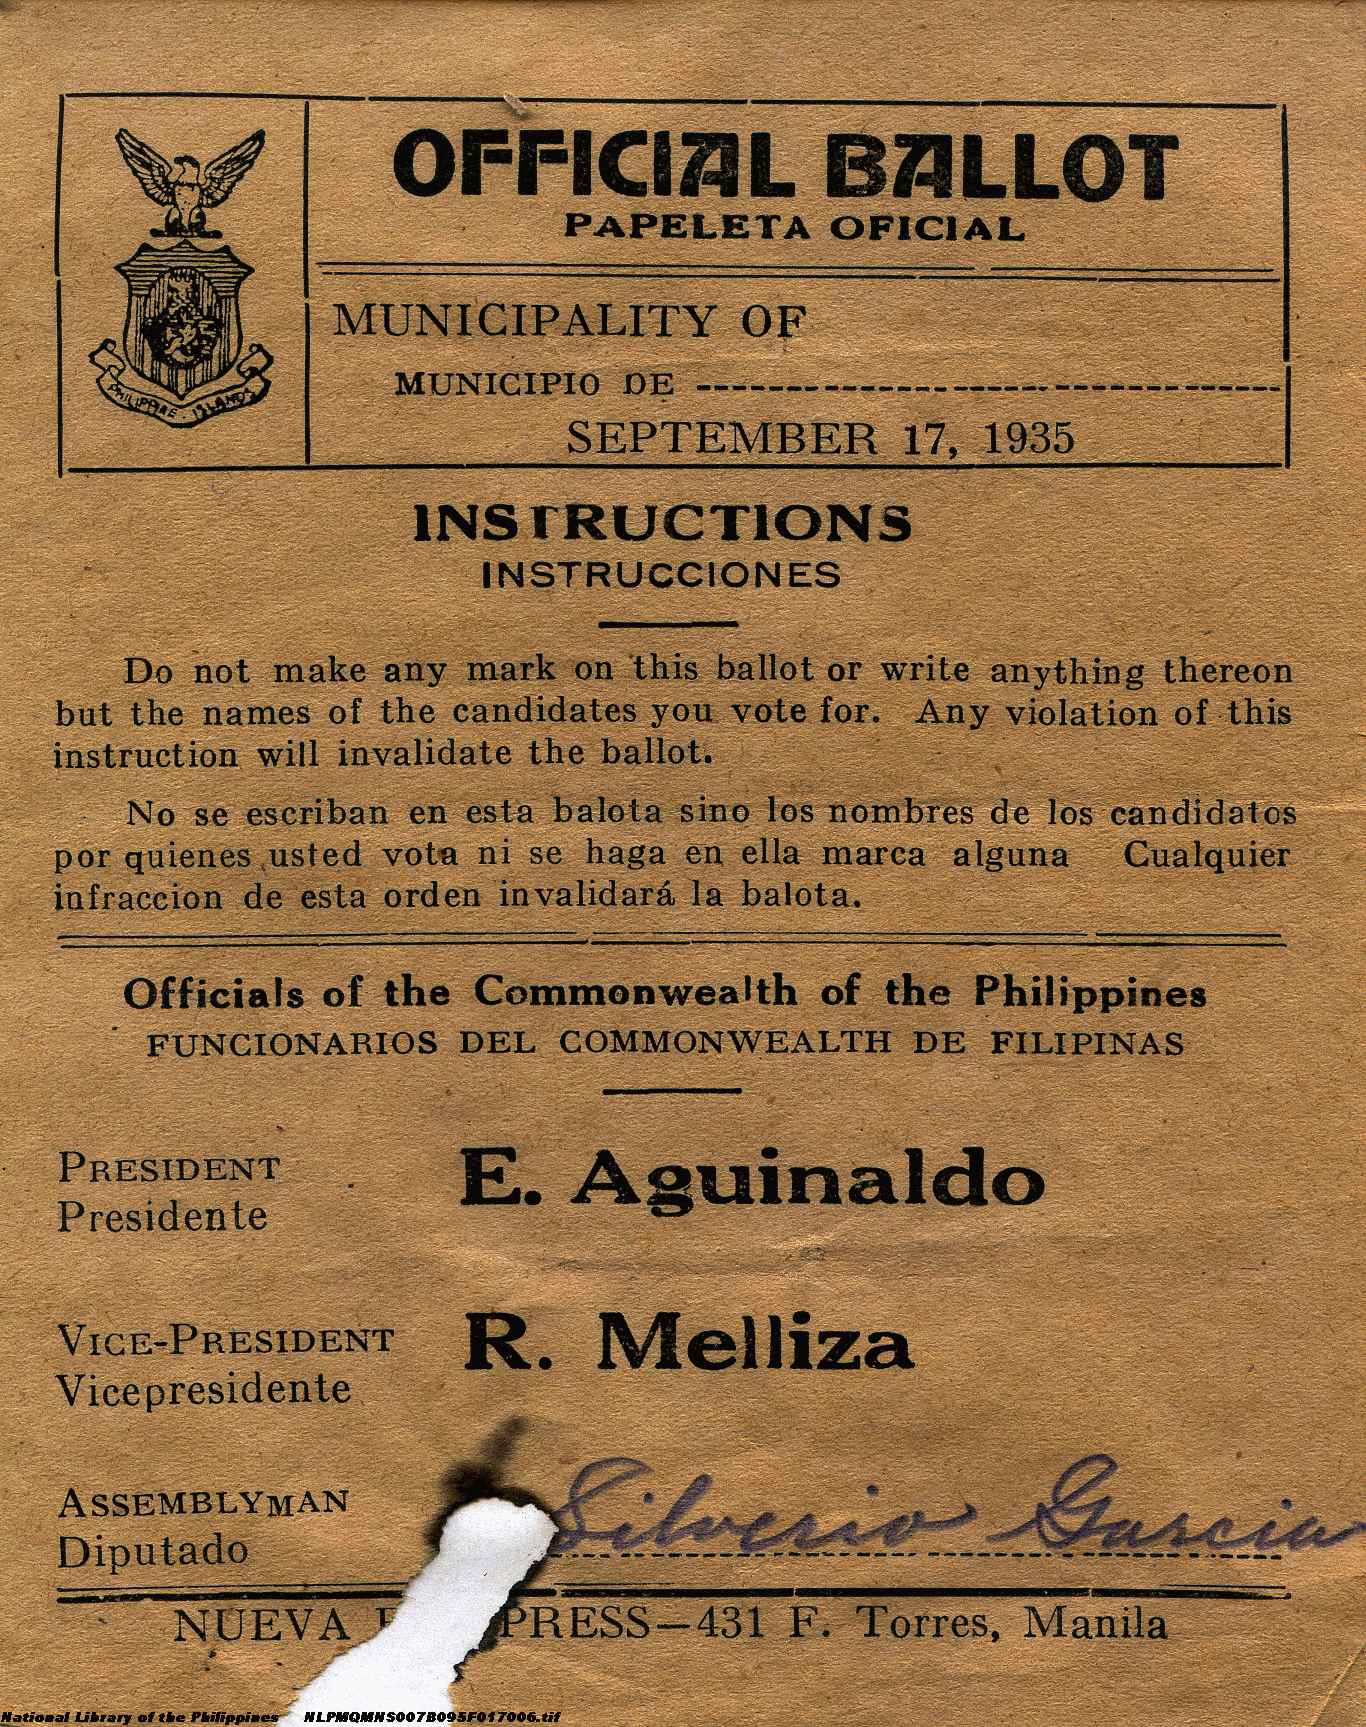 OFFICIAL BALLOT
PAPELETA OFICIAL
MUNICIPALITY OF
MUNICIPIO DE
SEPTEMBER 17, 1935
PHILIPPINE ISLANDS
INSTRUCTIONS
INSTRUCCIONES
Do not make any mark on this ballot or write anything thereon
but the names of the candidates you vote for. Any violation of this
instruction will invalidate the ballot.
No se escriban en esta balota sino los nombres de los candidatos
por quienes usted vota ni se haga en ella marca alguna Cualquier
infraccion de esta orden invalidará la balota.
Officials of the Commonwealth of the Philippines
FUNCIONARIOS DEL COMMONWEALTH DE FILIPINAS
PRESIDENT E. Aguinaldo
Presidente
VICE-PRESIDENT R. Melliza
Vicepresidente
ASSEMBLYMAN Silverio Garcia
Diputado
NUEVA PRESS—431 F. Torres, Manila
National Library of the Philippines NLPMQMNS007B095F017006.tif